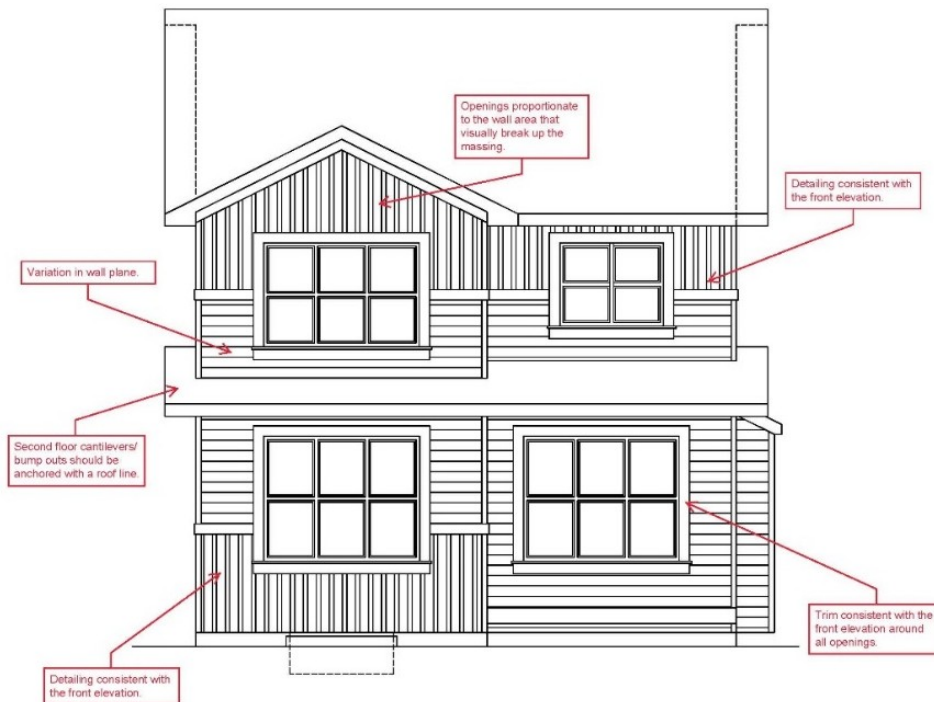 Openings proportionate
to the wall area that
visually break up the
massing.
Detailing consistent with
the front elevation.
Variation in wall plane.
Second floor cantilevers/
bump outs should be
anchored with a roof line.
Trim consistent with the
front elevation around
all openings.
Detailing consistent with
the front elevation.